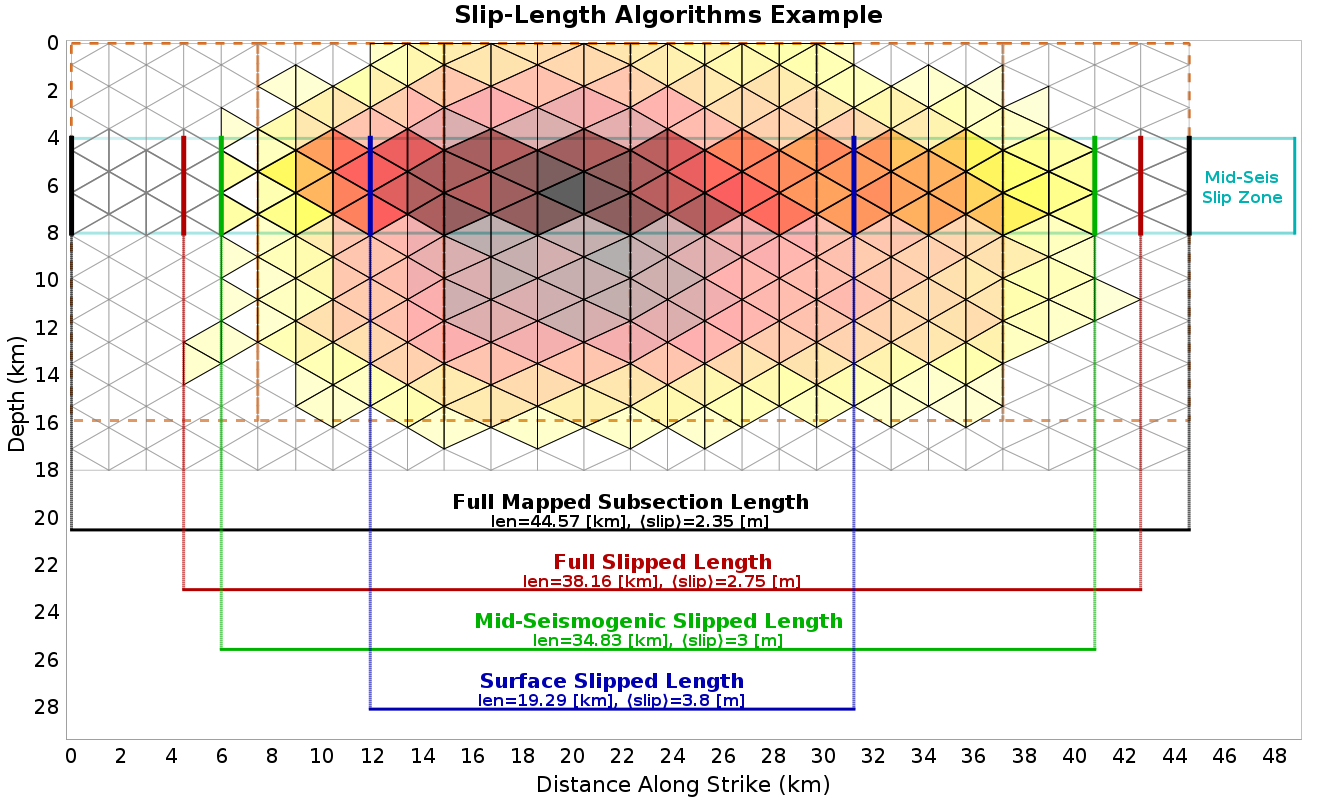 Slip-Length Algorithms Example
0
2
4
6
8
10
12
14
16
18
20
22
24
26
28
Depth (km)
Mid-Seis
Slip Zone
Full Mapped Subsection Length
len=44.57 [km], ⟨slip⟩=2.35 [m]
Full Slipped Length
len=38.16 [km], ⟨slip⟩=2.75 [m]
Mid-Seismogenic Slipped Length
len=34.83 [km], ⟨slip⟩=3 [m]
Surface Slipped Length
len=19.29 [km], ⟨slip⟩=3.8 [m]
0 2 4 6 8 10 12 14 16 18 20 22 24 26 28 30 32 34 36 38 40 42 44 46 48
Distance Along Strike (km)